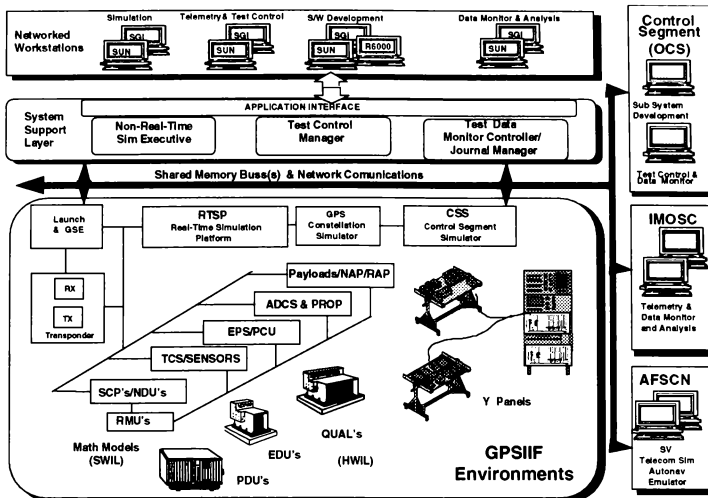 Networked
Workstations
Simulation
SGI
SUN
Telemetry & Test Control
SGI
SUN
S/W Development
SGI
SUN
R6000
Data Monitor & Analysis
SGI
SUN
Control
Segment
(OCS)
Sub System
Development
Test Control &
Data Monitor
System
Support
Layer
APPLICATION INTERFACE
Non-Real-Time
Sim Executive
Test Control
Manager
Test Data
Monitor Controller/
Journal Manager
Shared Memory Buss(s) & Network Comunications
Launch
& GSE
RTSP
Real-Time Simulation
Platform
GPS
Constellation
Simulator
CSS
Control Segment
Simulator
RX
TX
Transponder
Payloads/NAP/RAP
ADCS & PROP
EPS/PCU
TCS/SENSORS
SCP's/NDU's
RMU's
Math Models
(SWIL)
PDU's
EDU's
QUAL's
(HWIL)
Y Panels
GPSIIF
Environments
IMOSC
Telemetry &
Data Monitor
and Analysis
AFSCN
SV
Telecom Sim
Autonav
Emulator